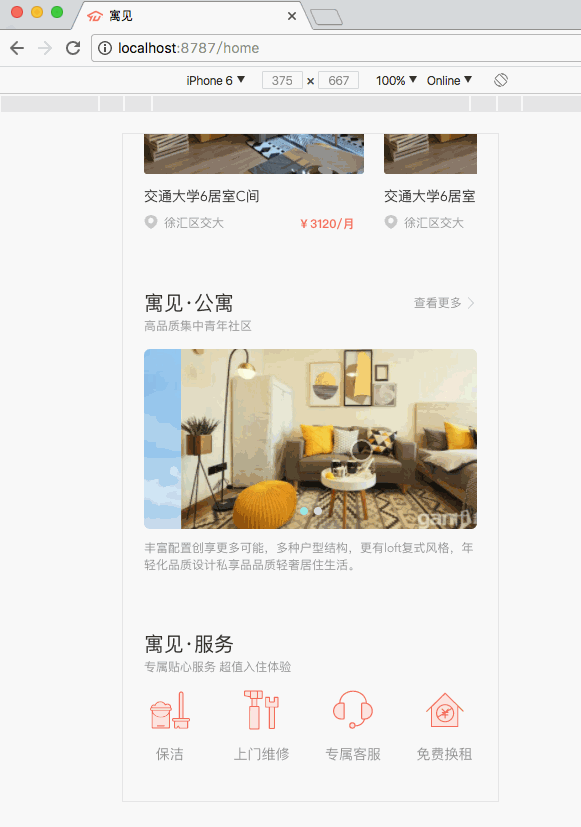 寓见
localhost:8787/home
iPhone 6 ▼ 375 × 667 100% ▼ Online ▼
交通大学6居室C间 交通大学6居室
徐汇区交大 ¥3120/月 徐汇区交大
寓见·公寓 查看更多
高品质集中青年社区
丰富配置创享更多可能，多种户型结构，更有loft复式风格，年
轻化品质设计私享品品质轻奢居住生活。
寓见·服务
专属贴心服务 超值入住体验
保洁 上门维修 专属客服 免费换租